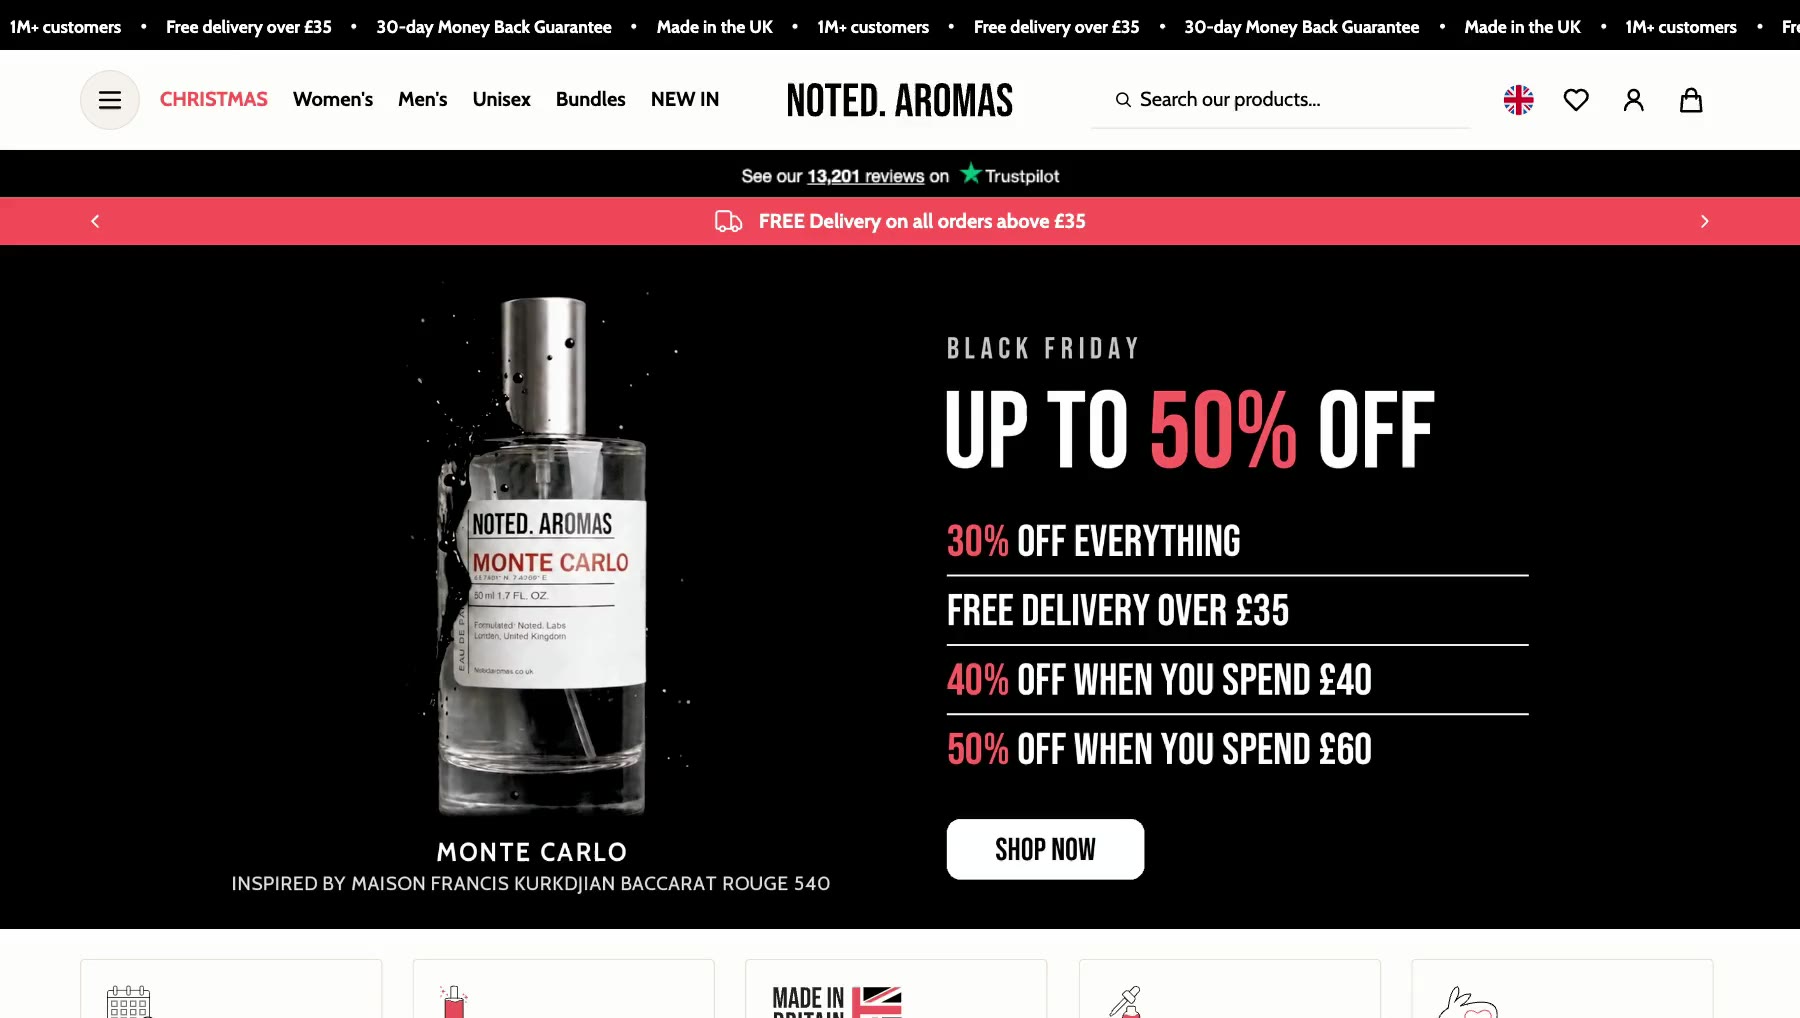 1M+ customers • Free delivery over £35 • 30-day Money Back Guarantee • Made in the UK • 1M+ customers • Free delivery over £35 • 30-day Money Back Guarantee • Made in the UK • 1M+ customers • Fre
CHRISTMAS Women's Men's Unisex Bundles NEW IN
NOTED. AROMAS
Search our products...
See our 13,201 reviews on Trustpilot
FREE Delivery on all orders above £35
NOTED. AROMAS
MONTE CARLO
50 ml 1.7 FL. OZ.
Formulated: Noted. Labs
London, United Kingdom
Notedaromas.co.uk
MONTE CARLO
INSPIRED BY MAISON FRANCIS KURKDJIAN BACCARAT ROUGE 540
BLACK FRIDAY
UP TO 50% OFF
30% OFF EVERYTHING
FREE DELIVERY OVER £35
40% OFF WHEN YOU SPEND £40
50% OFF WHEN YOU SPEND £60
SHOP NOW
MADE IN
BRITAIN